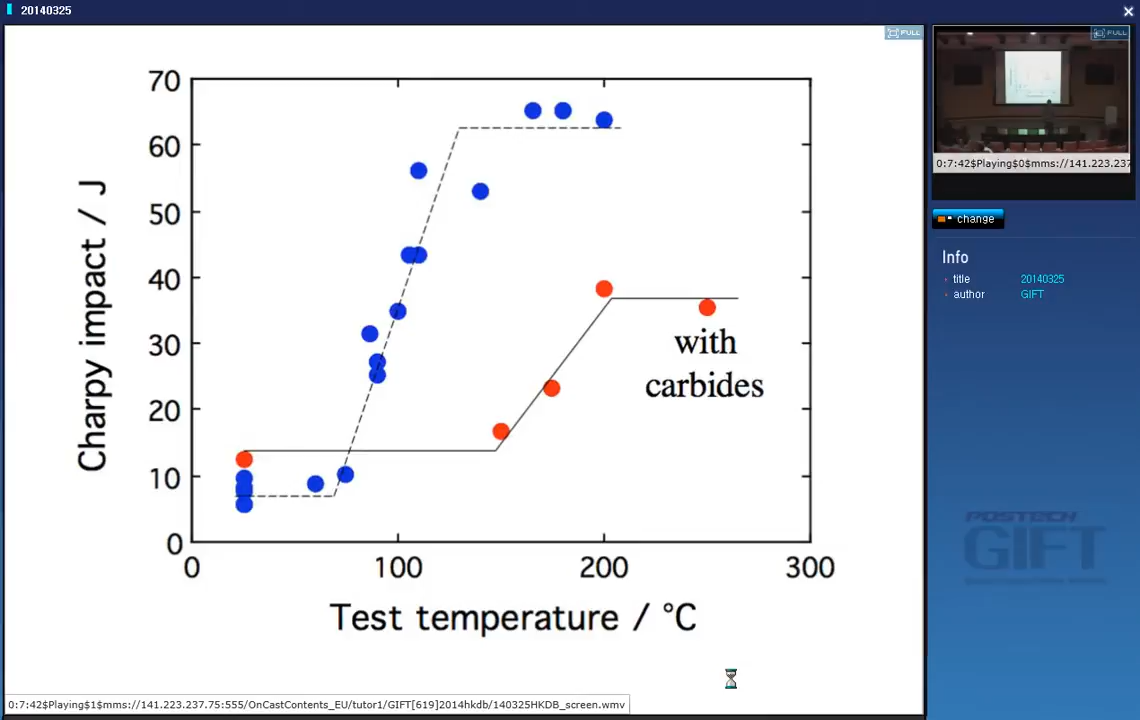 20140325
FULL
70
60
50
40
30
20
10
0
Charpy impact / J
with
carbides
0
100
200
300
Test temperature / °C
0:7:42$Playing$1$mms://141.223.237.75:555/OnCastContents_EU/tutor1/GIFT[619]2014hkdb/140325HKDB_screen.wmv
FULL
0:7:42$Playing$0$mms://141.223.237
change
Info
title 20140325
author GIFT
POSTECH
GIFT